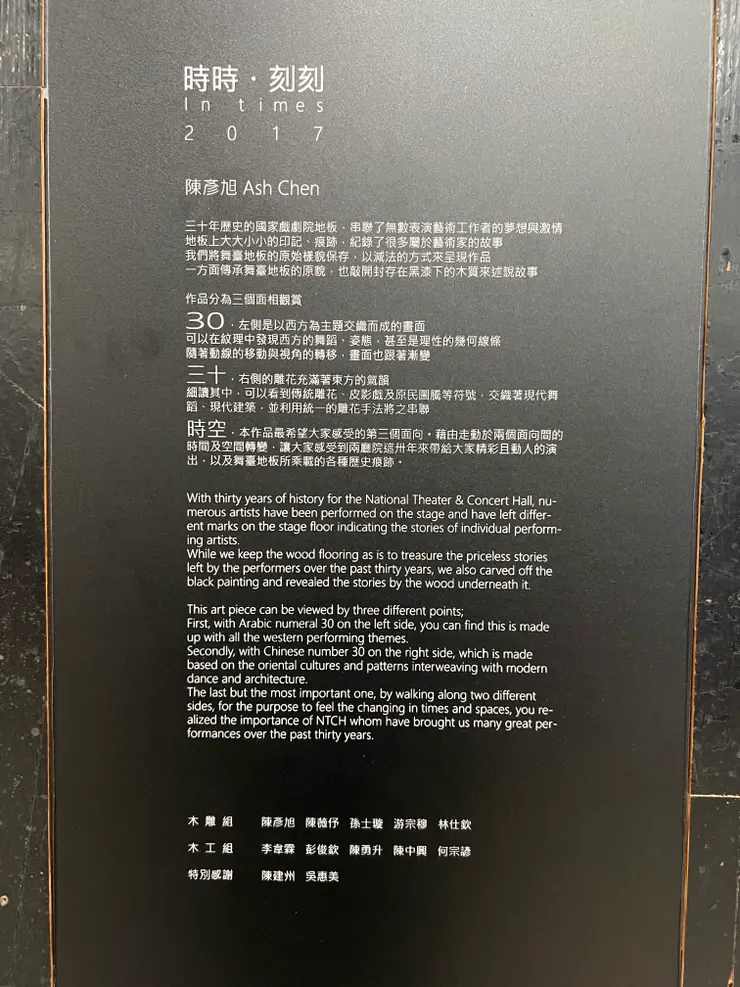 時時・刻刻
In times
2017
陳彥旭 Ash Chen
三十年歷史的國家戲劇院地板，串聯了無數表演藝術工作者的夢想與激情
地板上大大小小的印記、痕跡，紀錄了很多屬於藝術家的故事
我們將舞臺地板的原始樣貌保存，以減法的方式來呈現作品
一方面傳承舞臺地板的原貌，也敲開封存在黑漆下的木質來述說故事
作品分為三個面相觀賞
30，左側是以西方為主題交織而成的畫面
可以在紋理中發現西方的舞蹈、姿態，甚至是理性的幾何線條
隨著動線的移動與視角的轉移，畫面也跟著漸變
三十，右側的雕花充滿著東方的氣韻
細讀其中，可以看到傳統雕花、皮影戲及原民圖騰等符號，交織著現代舞
蹈、現代建築，並利用統一的雕花手法將之串聯
時空，本作品最希望大家感受的第三個面向。藉由走動於兩個面向間的
時間及空間轉變，讓大家感受到兩廳院這卅年來帶給大家精彩且動人的演
出，以及舞臺地板所乘載的各種歷史痕跡。
With thirty years of history for the National Theater & Concert Hall, nu-
merous artists have been performed on the stage and have left differ-
ent marks on the stage floor indicating the stories of individual perform-
ing artists.
While we keep the wood flooring as is to treasure the priceless stories
left by the performers over the past thirty years, we also carved off the
black painting and revealed the stories by the wood underneath it.
This art piece can be viewed by three different points;
First, with Arabic numeral 30 on the left side, you can find this is made
up with all the western performing themes.
Secondly, with Chinese number 30 on the right side, which is made
based on the oriental cultures and patterns interweaving with modern
dance and architecture.
The last but the most important one, by walking along two different
sides, for the purpose to feel the changing in times and spaces, you re-
alized the importance of NTCH whom have brought us many great per-
formances over the past thirty years.
木雕組 陳彥旭 陳薇伃 孫士璇 游宗穆 林仕欽
木工組 李韋霖 彭俊欽 陳勇升 陳中興 何宗諺
特別感謝 陳建州 吳惠美